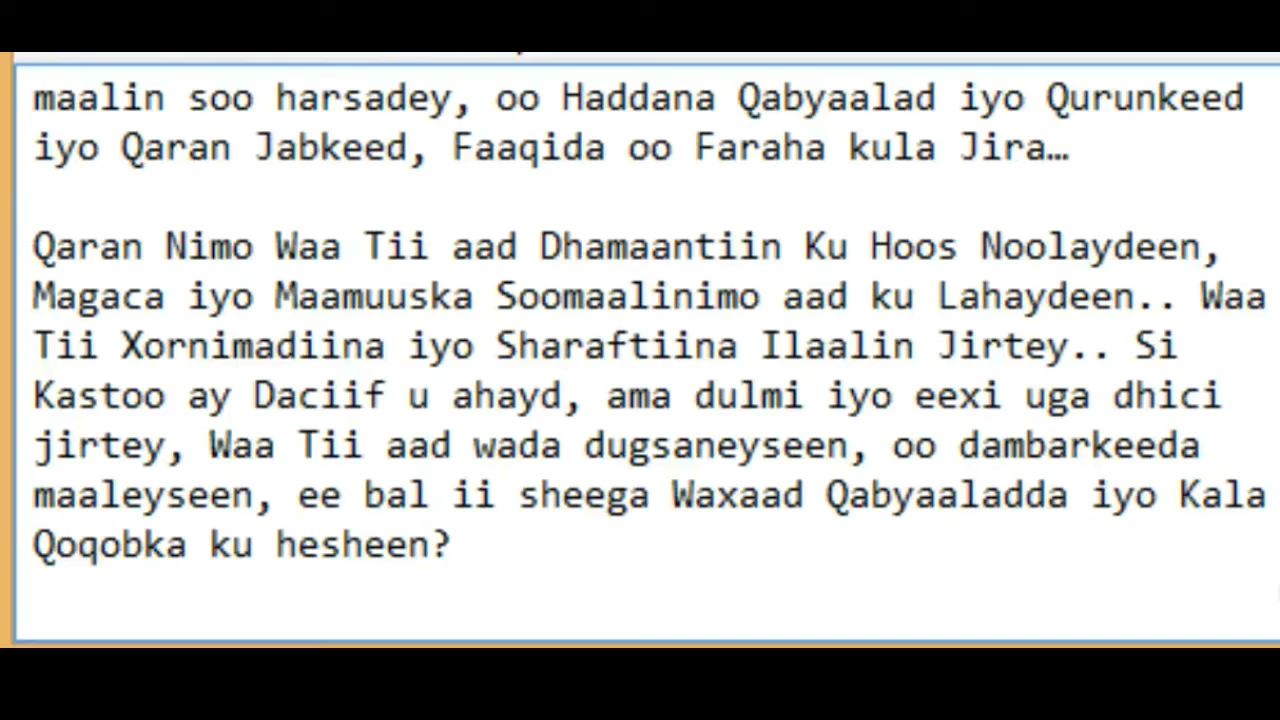 maalin soo harsadey, oo Haddana Qabyaalad iyo Qurunkeed
iyo Qaran Jabkeed, Faaqida oo Faraha kula Jira…
Qaran Nimo Waa Tii aad Dhamaantiin Ku Hoos Noolaydeen,
Magaca iyo Maamuuska Soomaalinimo aad ku Lahaydeen.. Waa
Tii Xornimadiina iyo Sharaftiina Ilaalin Jirtey.. Si
Kastoo ay Daciif u ahayd, ama dulmi iyo eexi uga dhici
jirtey, Waa Tii aad wada dugsaneyseen, oo dambarkeeda
maaleyseen, ee bal ii sheega Waxaad Qabyaaladda iyo Kala
Qoqobka ku hesheen?